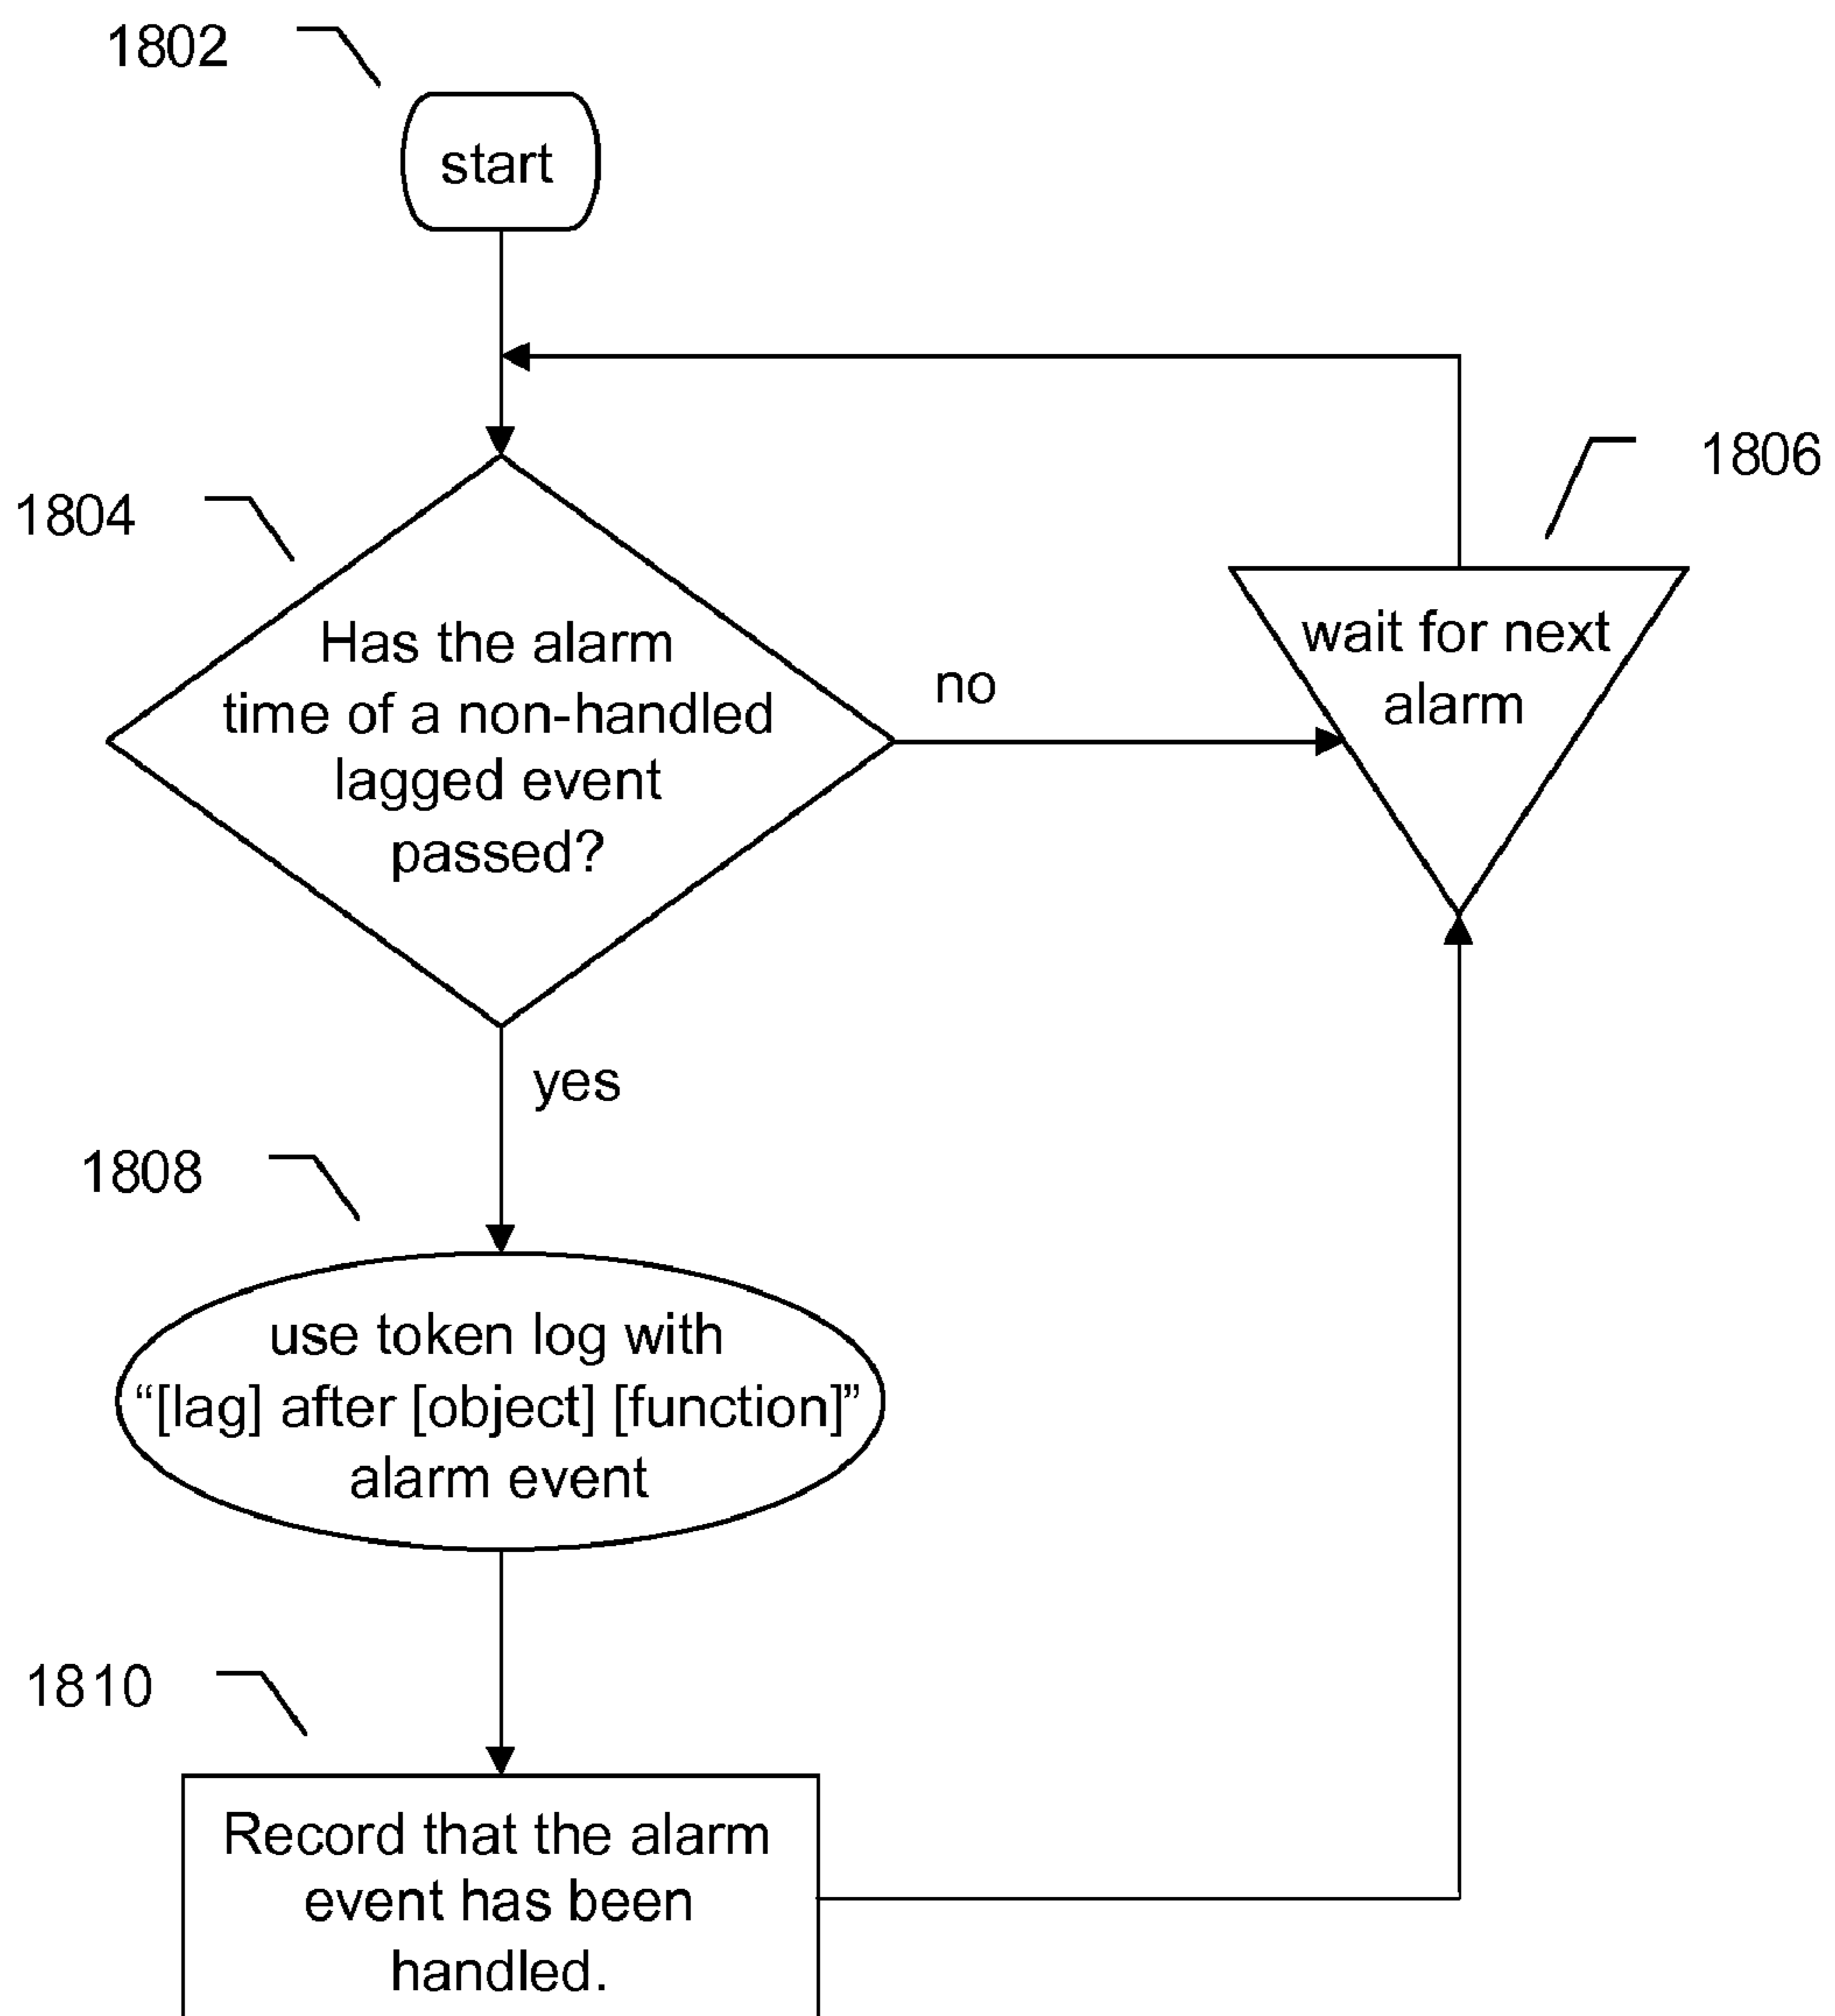 1802
start
1804
Has the alarm
time of a non-handled
lagged event
passed?
no
1806
wait for next
alarm
yes
1808
use token log with
“[lag] after [object] [function]”
alarm event
1810
Record that the alarm
event has been
handled.